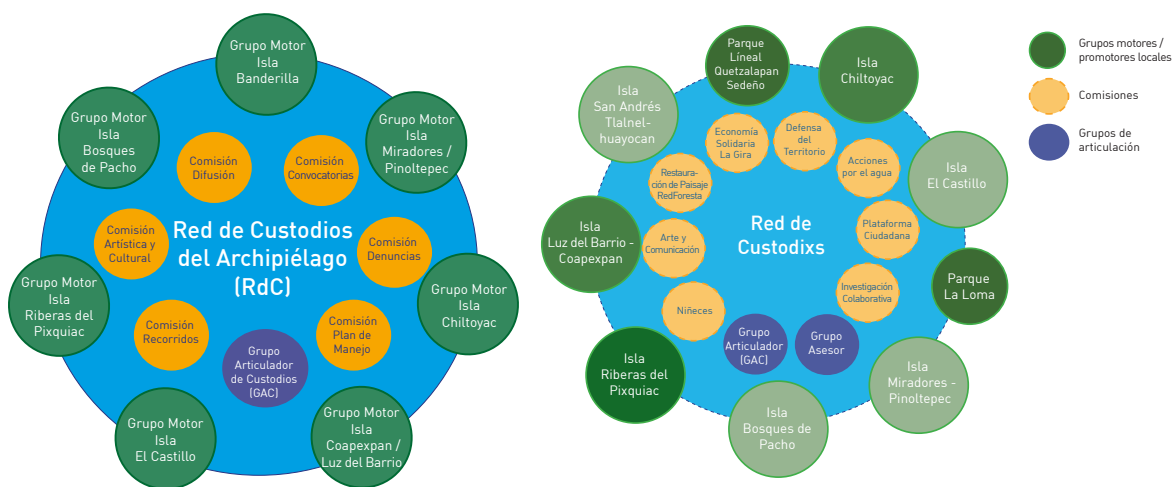 Grupo Motor
Isla
Banderilla
Grupo Motor
Isla
Bosques
de Pacho
Grupo Motor
Isla
Miradores /
Pinoltepec
Comisión
Difusión
Comisión
Convocatorias
Comisión
Artística y
Cultural
Red de Custodios
del Archipiélago
(RdC)
Comisión
Denuncias
Grupo Motor
Isla
Riberas del
Pixquiac
Grupo Motor
Isla
Chiltoyac
Comisión
Recorridos
Grupo
Articulador
de Custodios
(GAC)
Comisión
Plan de
Manejo
Grupo Motor
Isla
El Castillo
Grupo Motor
Isla
Coapexpan /
Luz del Barrio
Parque
Líneal
Quetzalapan
Sedeño
Isla
Chiltoyac
Isla
San Andrés
Tlalnel-
huayocan
Economía
Solidaria
La Gira
Defensa
del
Territorio
Acciones
por el agua
Restaura-
ción de Paisaje
RedForesta
Isla
El Castillo
Isla
Luz del Barrio -
Coapexpan
Arte y
Comunicación
Red de
Custodixs
Plataforma
Ciudadana
Investigación
Colaborativa
Parque
La Loma
Niñeces
Grupo
Articulador
(GAC)
Grupo
Asesor
Isla
Riberas del
Pixquiac
Isla
Miradores -
Pinoltepec
Isla
Bosques de
Pacho
Grupos motores /
promotores locales
Comisiones
Grupos de
articulación